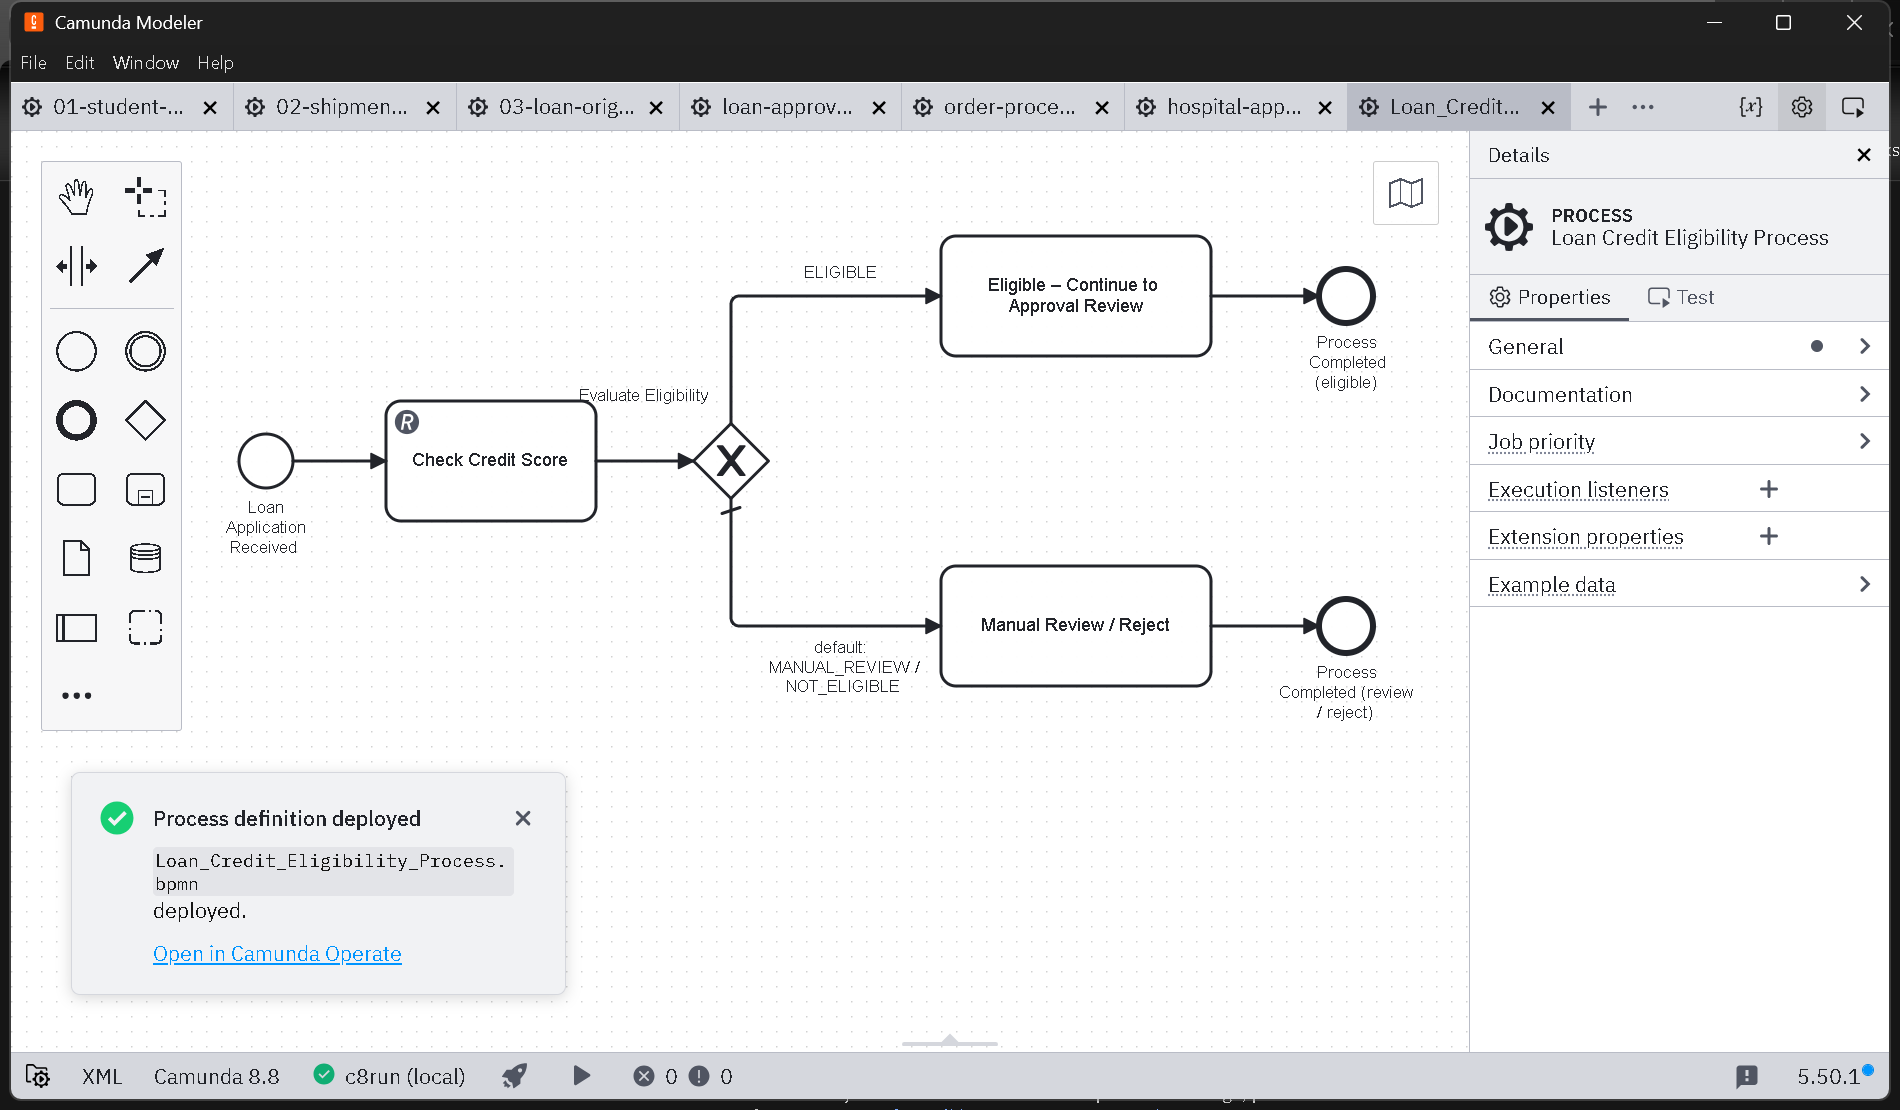 Camunda Modeler
File Edit Window Help
01-student-... 02-shipmen... 03-loan-orig... loan-approv... order-proce... hospital-app... Loan_Credit...
{x}
Details
PROCESS
Loan Credit Eligibility Process
Properties Test
General
Documentation
Job priority
Execution listeners
Extension properties
Example data
ELIGIBLE
Eligible – Continue to
Approval Review
Process
Completed
(eligible)
Evaluate Eligibility
R
Check Credit Score
X
Loan
Application
Received
Manual Review / Reject
default:
MANUAL_REVIEW /
NOT_ELIGIBLE
Process
Completed (review
/ reject)
Process definition deployed
Loan_Credit_Eligibility_Process.
bpmn
deployed.
Open in Camunda Operate
XML Camunda 8.8 c8run (local) 0 0 5.50.1